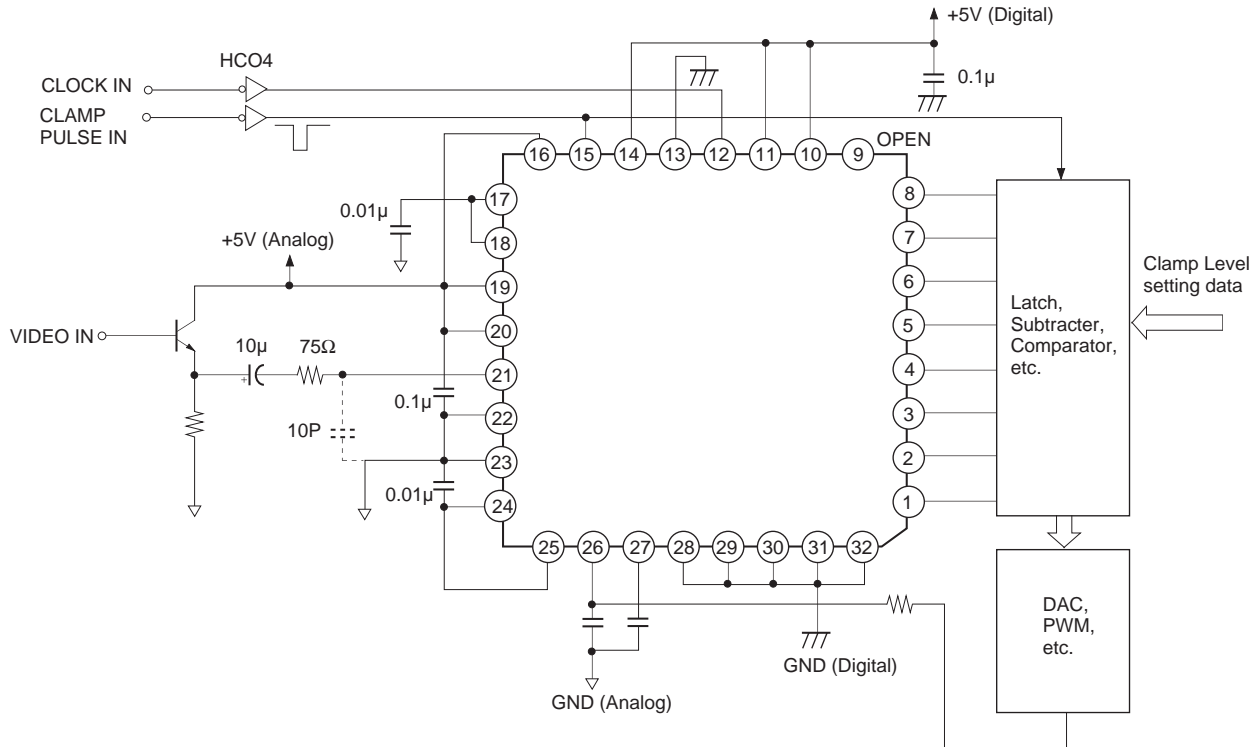 +5V (Digital)
HCO4
0.1μ
CLOCK IN
CLAMP
PULSE IN
OPEN
16 15 14 13 12 11 10 9
17
18
19
20
21
22
23
24
8
7
6
5
4
3
2
1
0.01μ
+5V (Analog)
VIDEO IN
10μ
75Ω
0.1μ
10P
0.01μ
Latch,
Subtracter,
Comparator,
etc.
Clamp Level
setting data
25 26 27 28 29 30 31 32
DAC,
PWM,
etc.
GND (Digital)
GND (Analog)